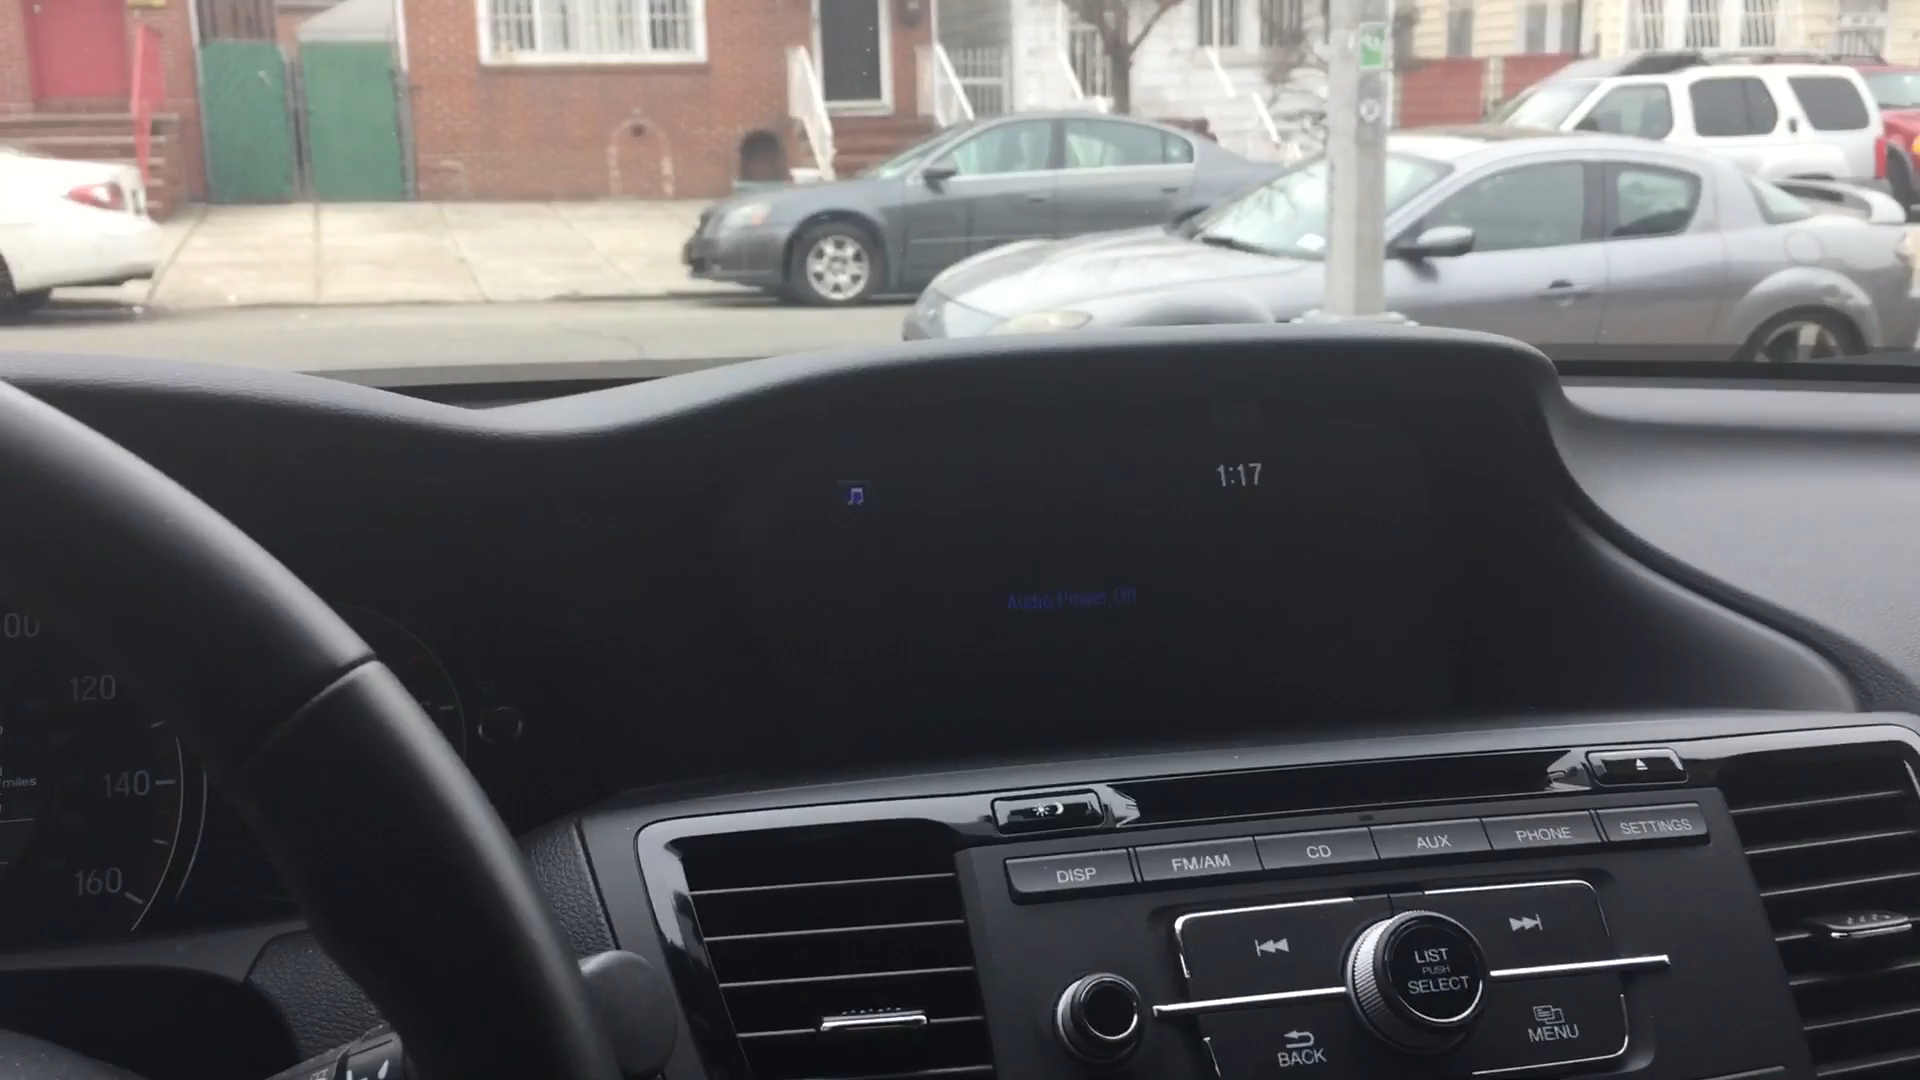 1:17
Audio Power Off
120
miles
140
160
DISP
FM/AM
CD
AUX
PHONE
SETTINGS
LIST
PUSH
SELECT
BACK
MENU